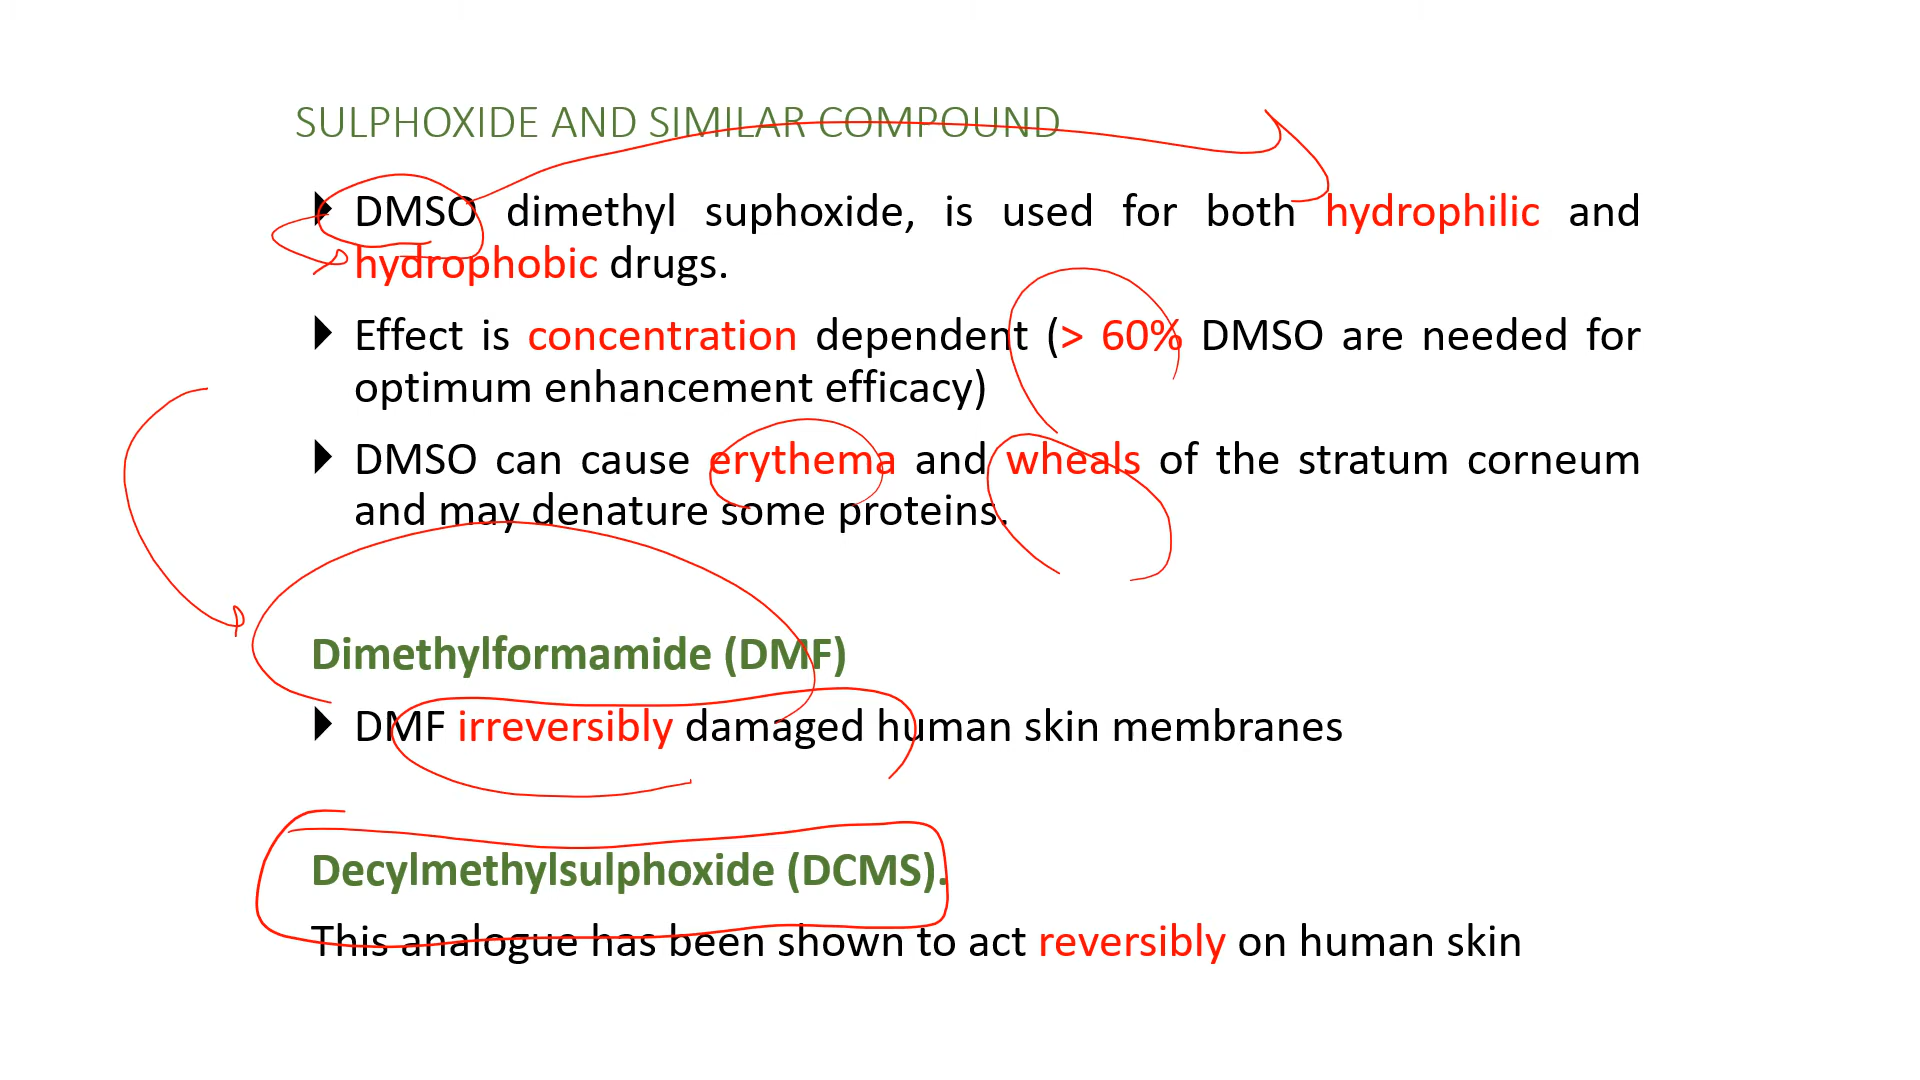 SULPHOXIDE AND SIMILAR COMPOUND
DMSO dimethyl suphoxide, is used for both hydrophilic and
hydrophobic drugs.
Effect is concentration dependent (> 60% DMSO are needed for
optimum enhancement efficacy)
DMSO can cause erythema and wheals of the stratum corneum
and may denature some proteins.
Dimethylformamide (DMF)
DMF irreversibly damaged human skin membranes
Decylmethylsulphoxide (DCMS).
This analogue has been shown to act reversibly on human skin